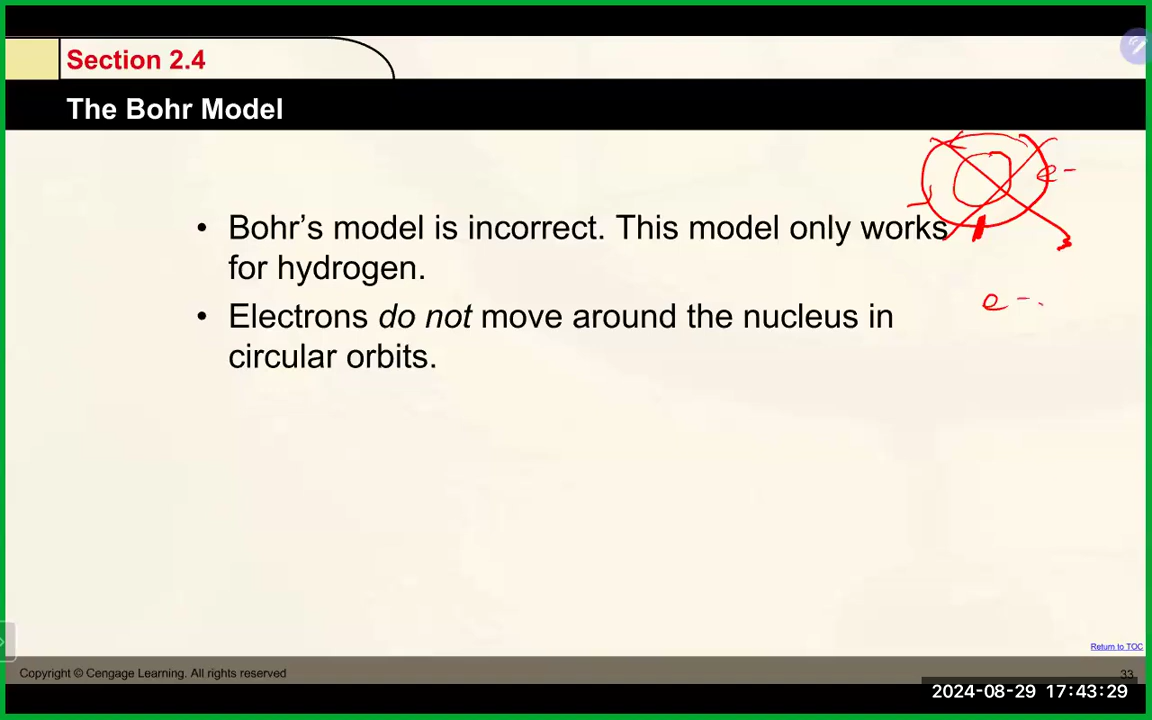 Section 2.4
The Bohr Model
e-
• Bohr’s model is incorrect. This model only works
for hydrogen.
e-
• Electrons do not move around the nucleus in
circular orbits.
Return to TOC
Copyright © Cengage Learning. All rights reserved
33
2024-08-29 17:43:29